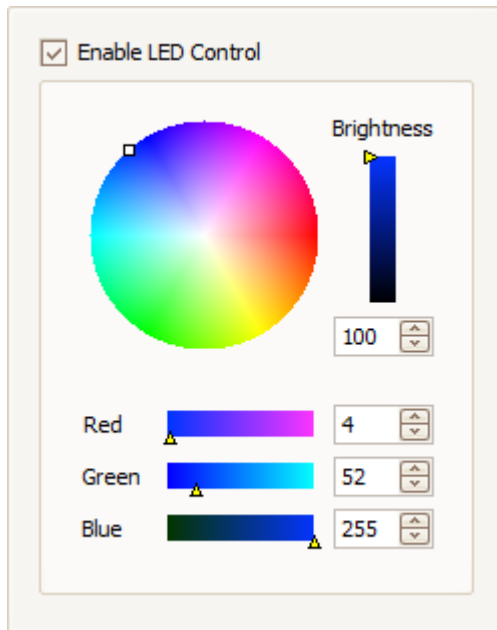 Enable LED Control
Brightness
100
Red 4
Green 52
Blue 255